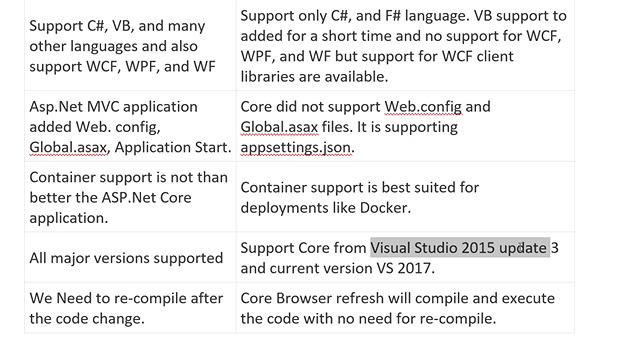 Support C#, VB, and many
other languages and also
support WCF, WPF, and WF
Support only C#, and F# language. VB support to
added for a short time and no support for WCF,
WPF, and WF but support for WCF client
libraries are available.
Asp.Net MVC application
added Web. config,
Global.asax, Application Start.
Core did not support Web.config and
Global.asax files. It is supporting
appsettings.json.
Container support is not than
better the ASP.Net Core
application.
Container support is best suited for
deployments like Docker.
All major versions supported
Support Core from Visual Studio 2015 update 3
and current version VS 2017.
We Need to re-compile after
the code change.
Core Browser refresh will compile and execute
the code with no need for re-compile.